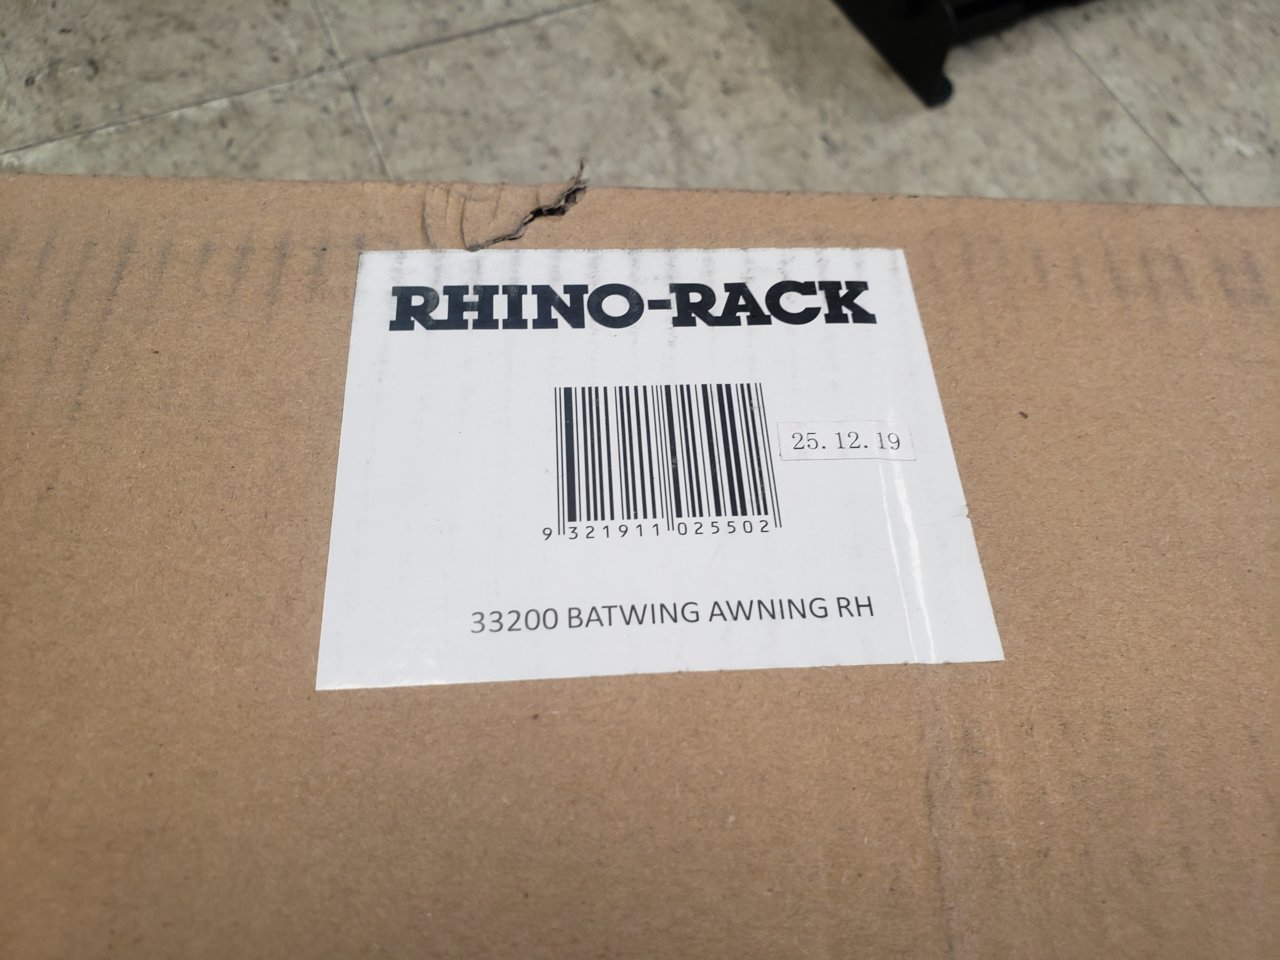 RHINO-RACK
25.12.19
9 321911 025502
33200 BATWING AWNING RH